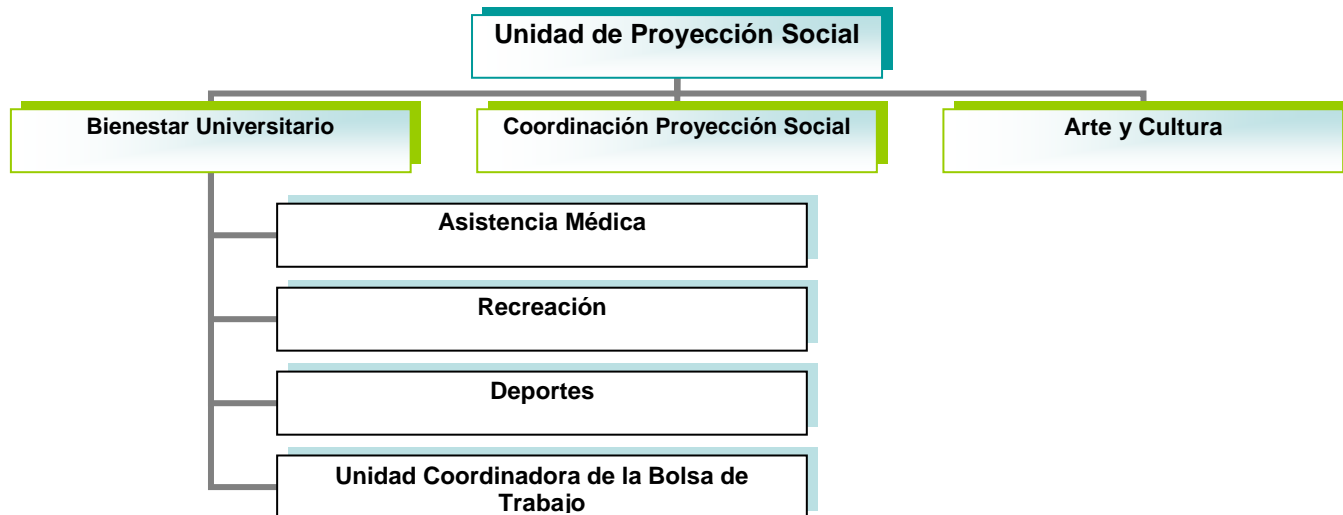 Unidad de Proyección Social
Bienestar Universitario
Coordinación Proyección Social
Arte y Cultura
Asistencia Médica
Recreación
Deportes
Unidad Coordinadora de la Bolsa de
Trabajo